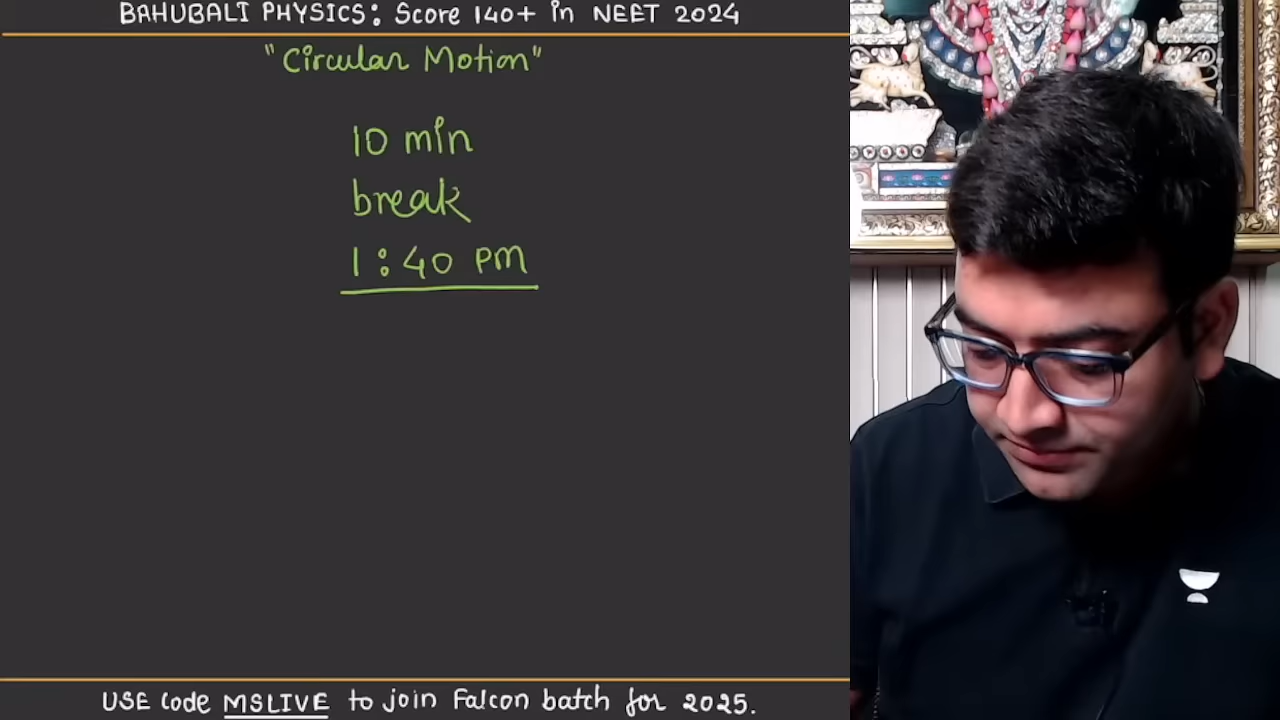 BAHUBALI PHYSICS: Score 140+ in NEET 2024
"Circular Motion"
10 min
break
1:40 PM
USE Code MSLIVE to join Falcon batch for 2025.